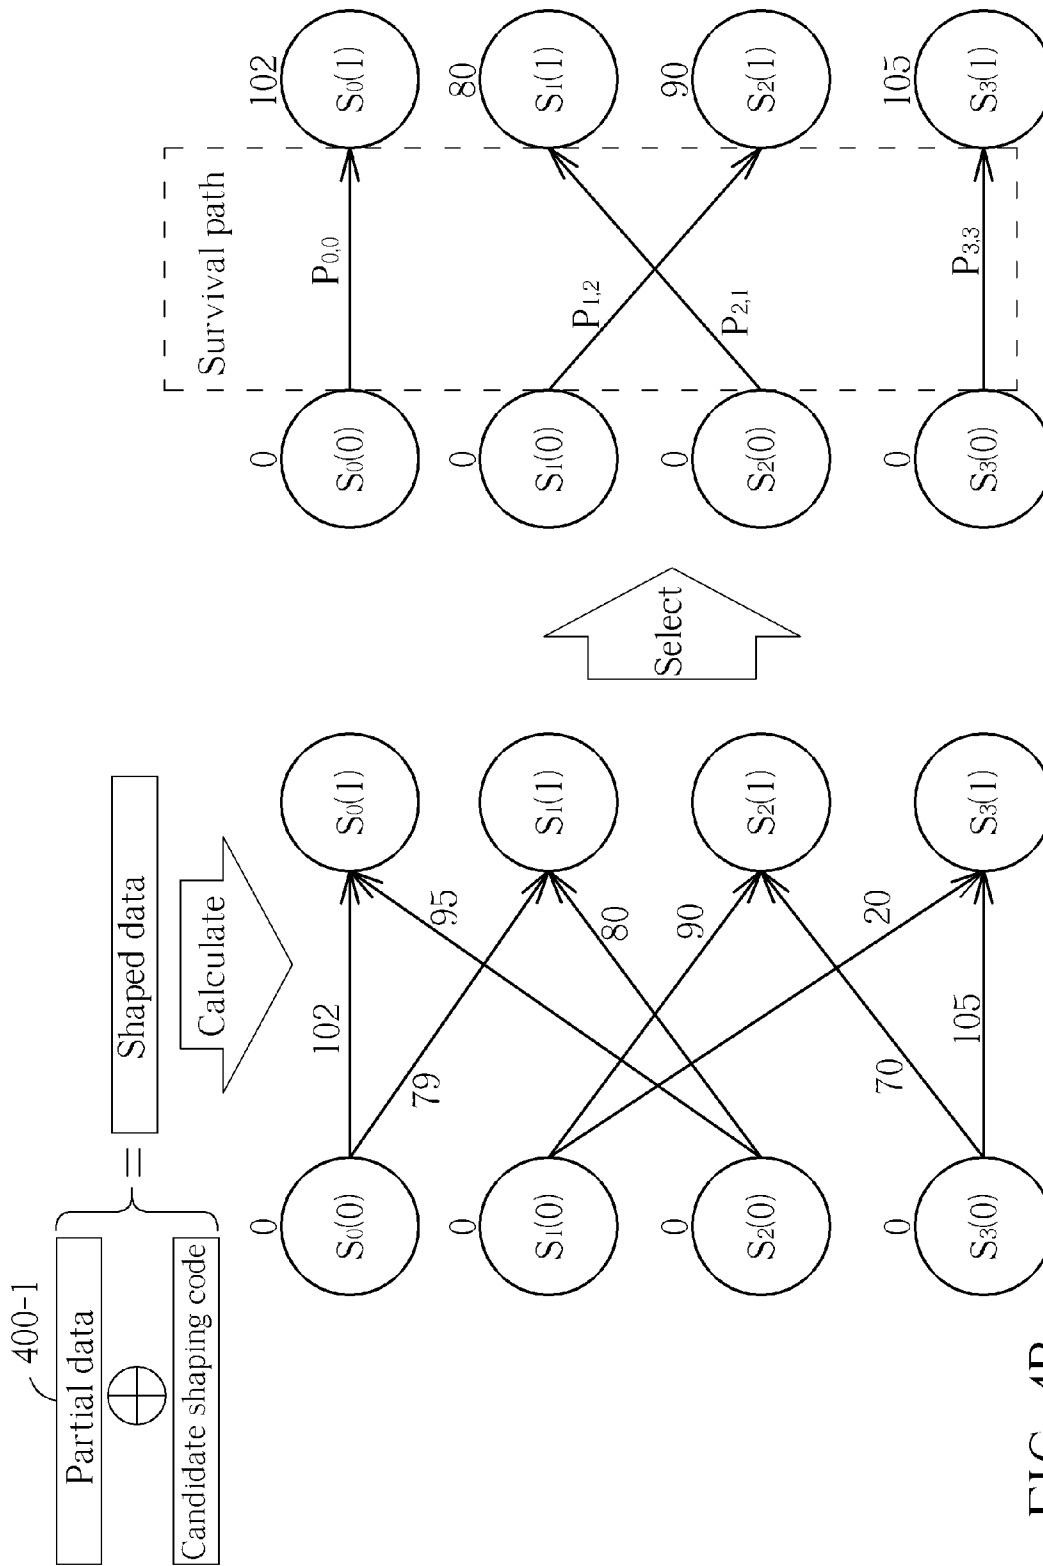 400-1
Partial data
Candidate shaping code
=
Shaped data
Calculate
0
S0(0)
0
S1(0)
0
S2(0)
0
S3(0)
102
79
95
80
90
20
70
105
S0(1)
S1(1)
S2(1)
S3(1)
Select
Survival path
0
S0(0)
0
S1(0)
0
S2(0)
0
S3(0)
P0,0
P1,2
P2,1
P3,3
102
S0(1)
80
S1(1)
90
S2(1)
105
S3(1)
FIG. 4B